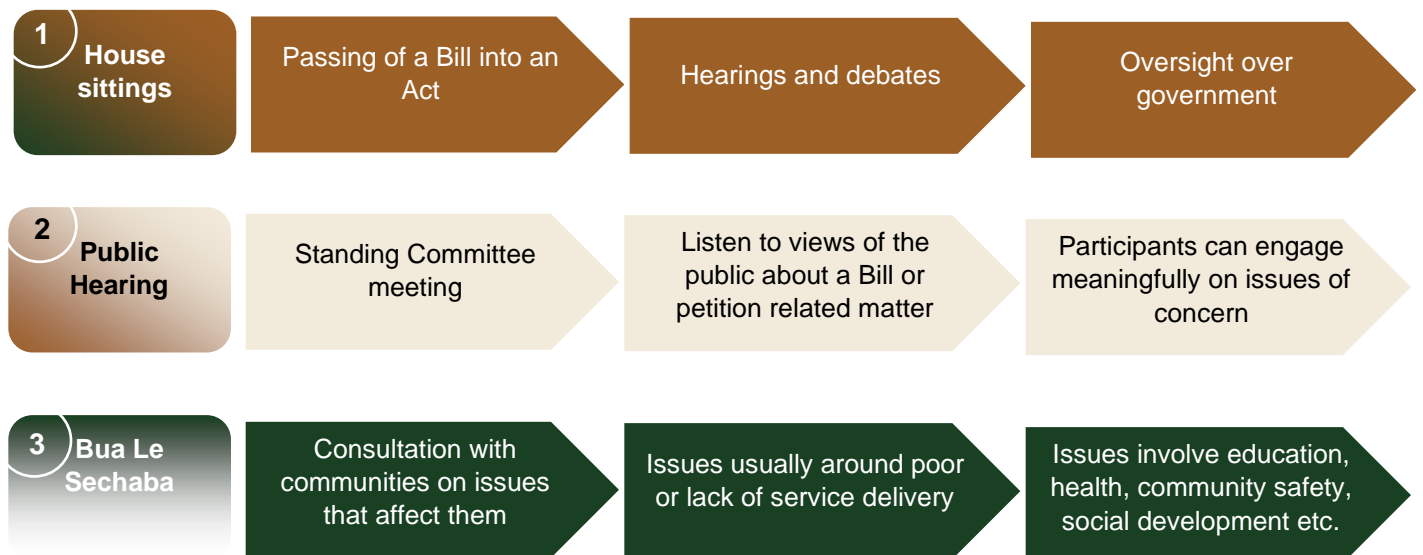 1
House
sittings
Passing of a Bill into an
Act
Hearings and debates
Oversight over
government
2
Public
Hearing
Standing Committee
meeting
Listen to views of the
public about a Bill or
petition related matter
Participants can engage
meaningfully on issues of
concern
3
Bua Le
Sechaba
Consultation with
communities on issues
that affect them
Issues usually around poor
or lack of service delivery
Issues involve education,
health, community safety,
social development etc.